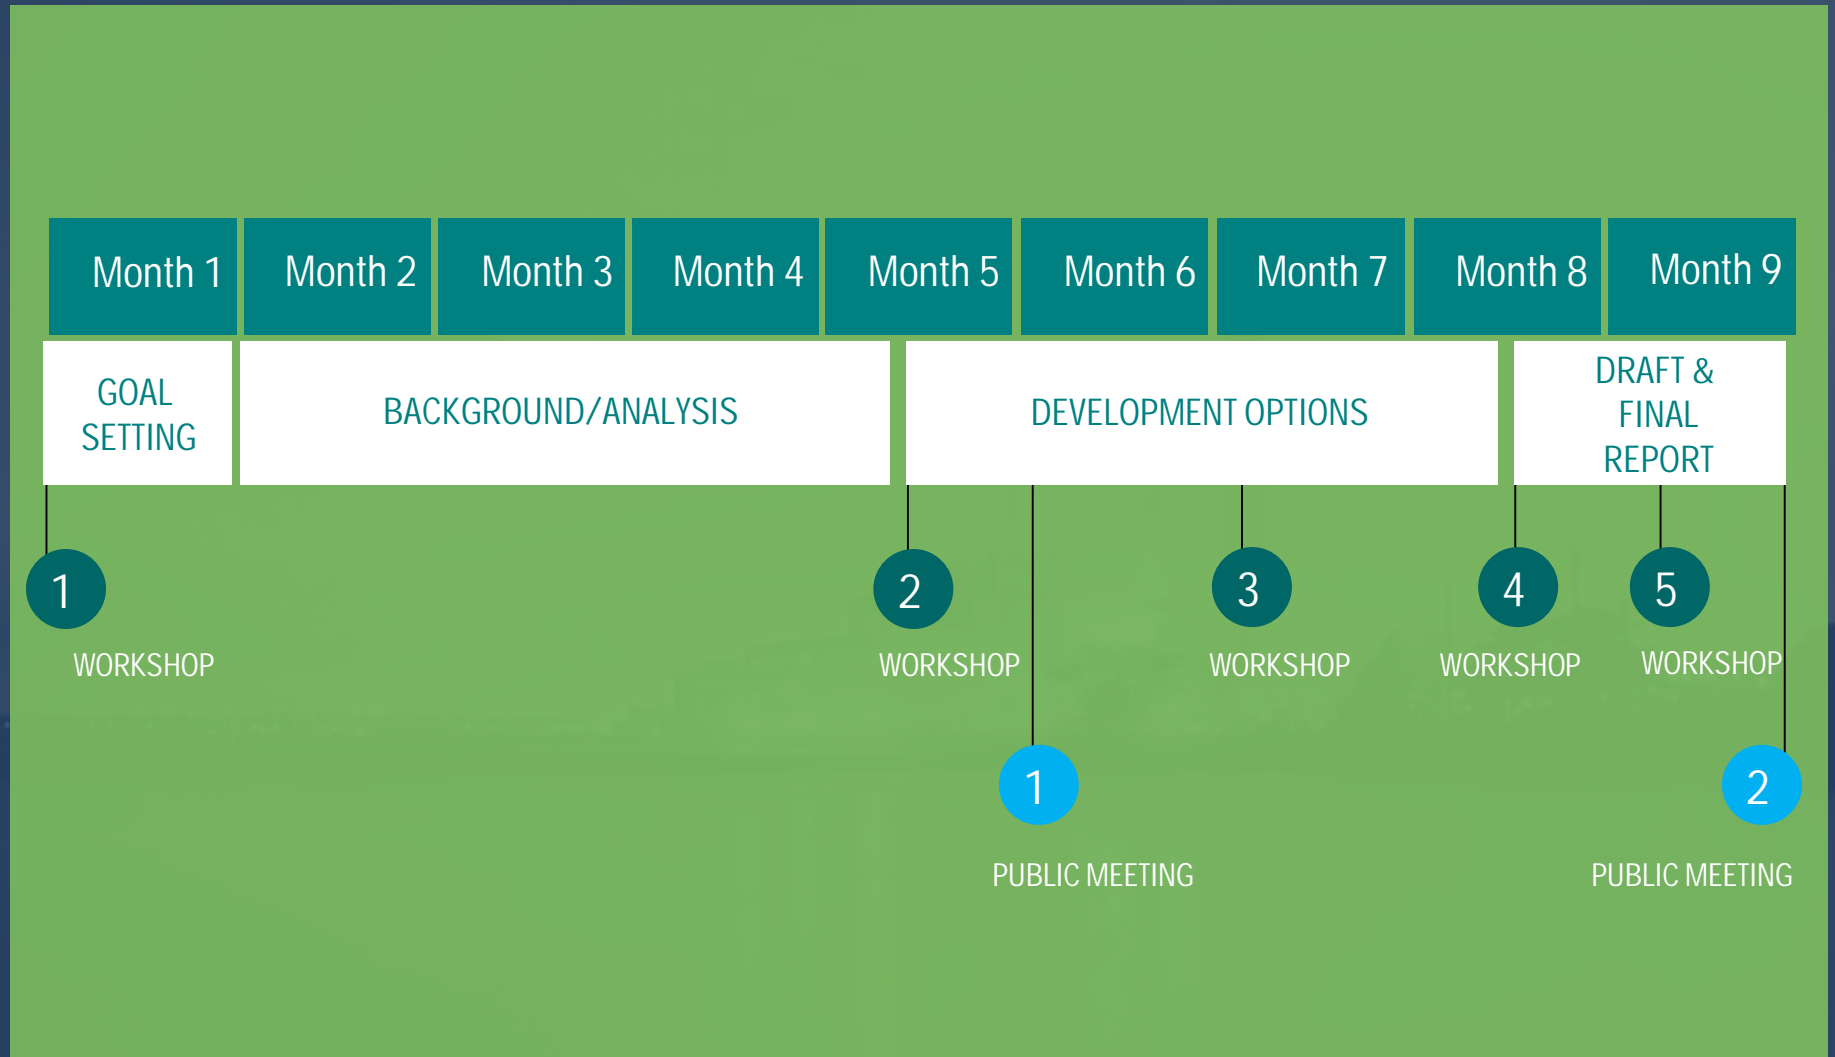 Month 1
Month 2
Month 3
Month 4
Month 5
Month 6
Month 7
Month 8
Month 9
GOAL
SETTING
BACKGROUND/ANALYSIS
DEVELOPMENT OPTIONS
DRAFT &
FINAL
REPORT
1
2
3
4
5
WORKSHOP
WORKSHOP
WORKSHOP
WORKSHOP
WORKSHOP
1
2
PUBLIC MEETING
PUBLIC MEETING